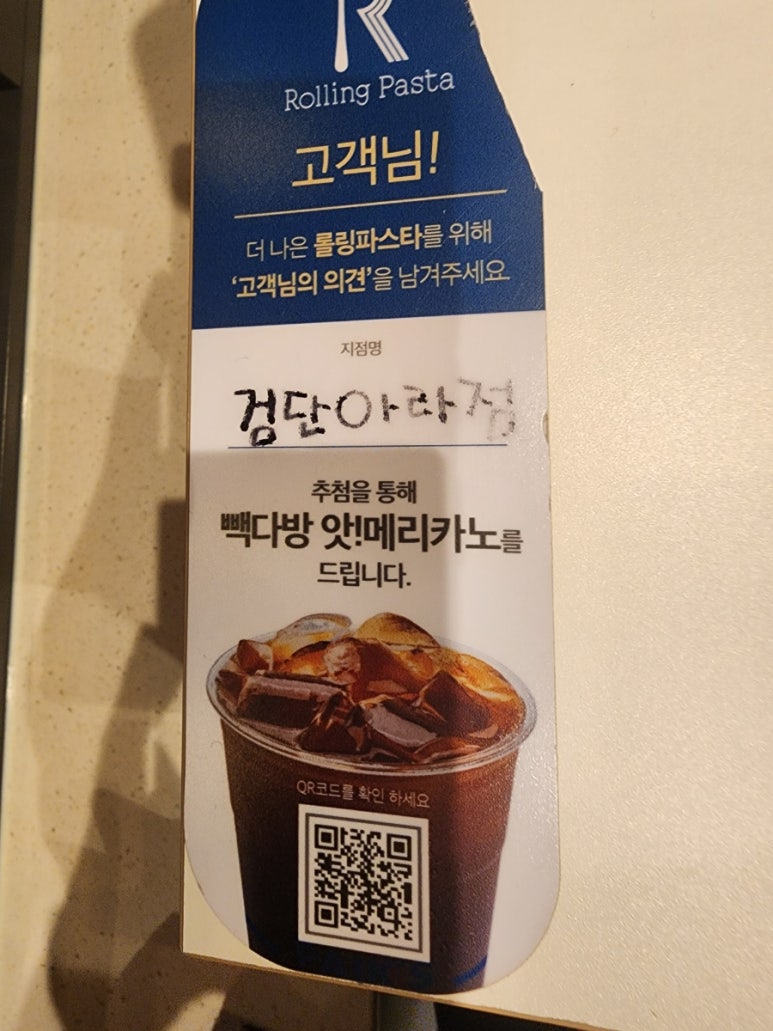 R
Rolling Pasta
고객님!
더 나은 롤링파스타를 위해
'고객님의 의견'을 남겨주세요.
지점명
검단아라점
추첨을 통해
빽다방 앗!메리카노를
드립니다.
QR코드를 확인 하세요